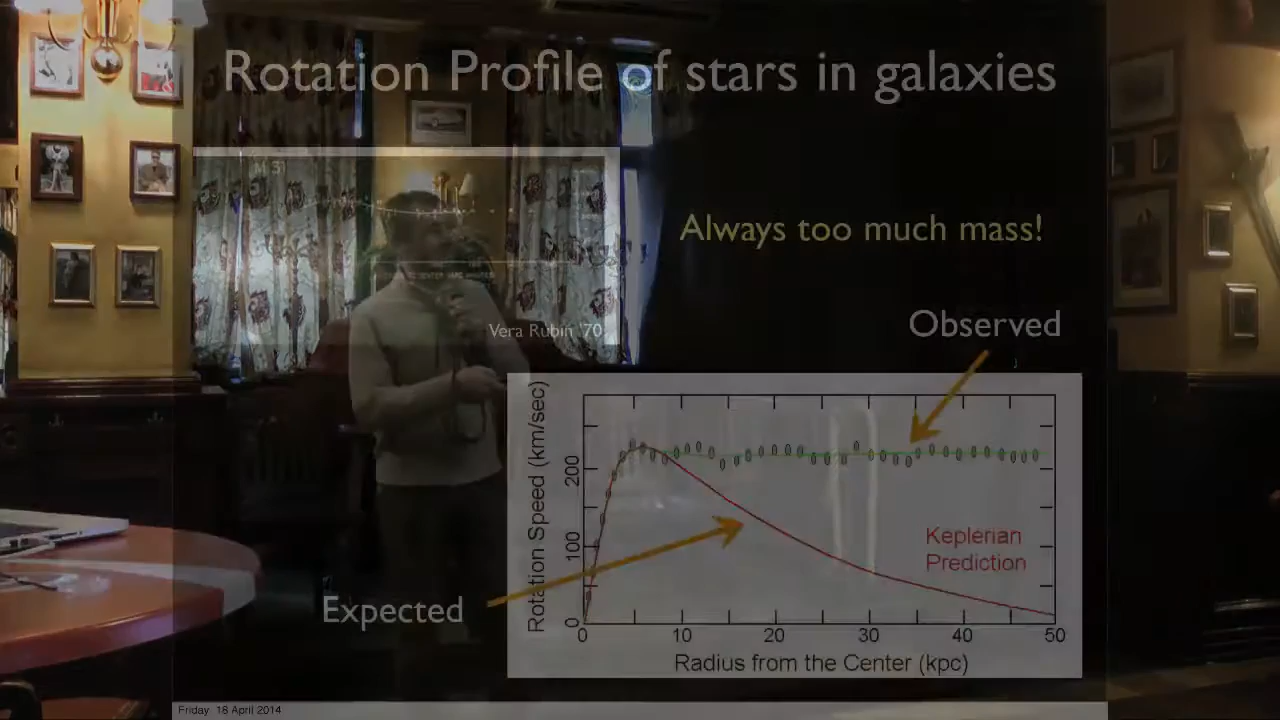 Rotation Profile of stars in galaxies
M 31
Always too much mass!
Vera Rubin '70
Observed
Rotation Speed (km/sec)
200
100
0
Keplerian
Prediction
Expected
0 10 20 30 40 50
Radius from the Center (kpc)
Friday 18 April 2014